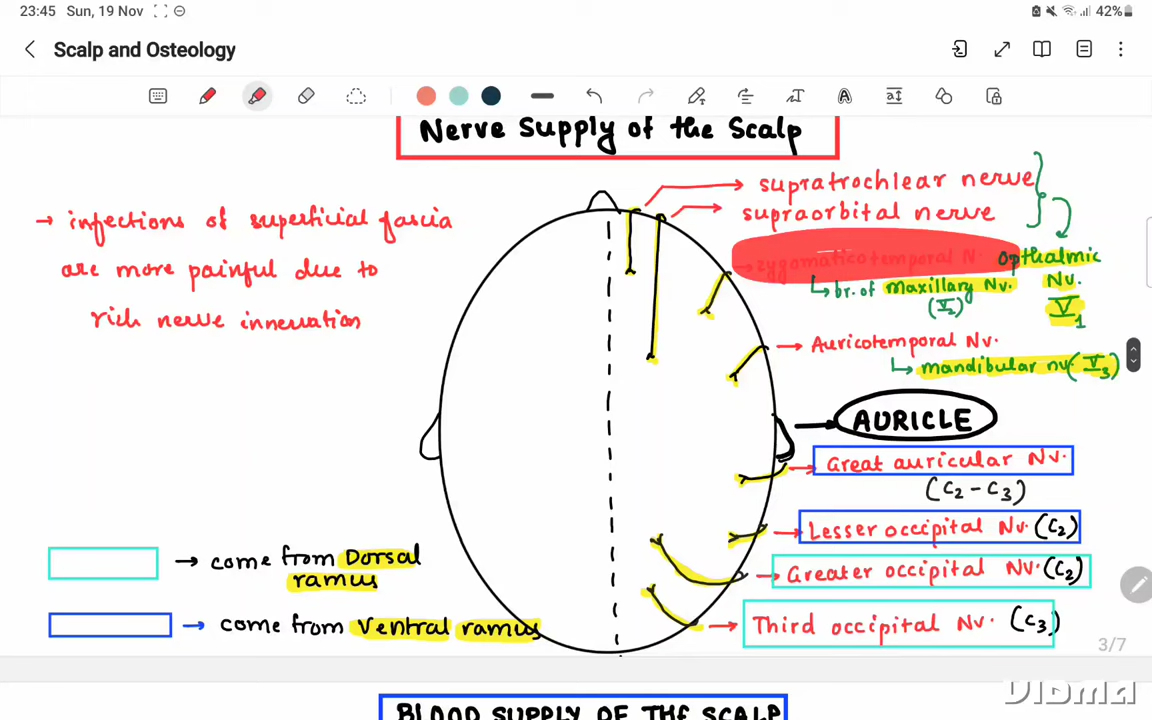 23:45 Sun, 19 Nov
42%
Scalp and Osteology
Nerve Supply of the Scalp
→ infections of superficial fascia
are more painful due to
rich nerve innervation
supratrochlear nerve
supraorbital nerve
zygomaticotemporal N.
opthalmic
Nv.
V1
br. of maxillary Nv.
(V2)
Auricotemporal Nv.
mandibular nv (V3)
AURICLE
Great auricular Nv.
(C2-C3)
Lesser occipital Nv. (C2)
Greater occipital Nv. (C2)
Third occipital Nv. (C3)
→ come from Dorsal
ramus
→ come from Ventral ramus
3/7
VIDMA
BLOOD SUPPLY OF THE SCALP